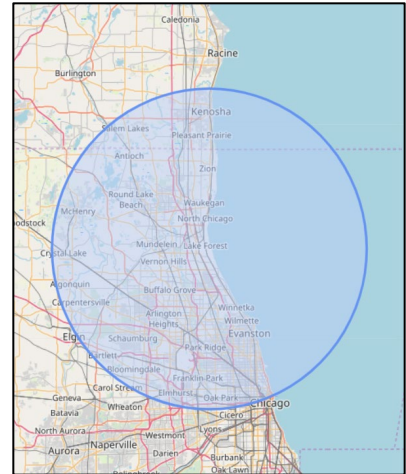 Caledonia
Racine
Burlington
Kenosha
Salem Lakes
Pleasant Prairie
Antioch
Zion
Round Lake
Beach
Waukegan
McHenry
North Chicago
oodstock
Mundelein
Lake Forest
Crystal Lake
Vernon Hills
Algonquin
Buffalo Grove
Carpentersville
Winnetka
Arlington
Heights
Wilmette
Evanston
Elgin
Schaumburg
Park Ridge
Bartlett
Bloomingdale
Franklin Park
Carol Stream
Elmhurst
Oak Park
Geneva
Chicago
Wheaton
Batavia
Cicero
North Aurora
Westmont
Lyons
Naperville
Aurora
Darien
Burbank
Oak Lawn